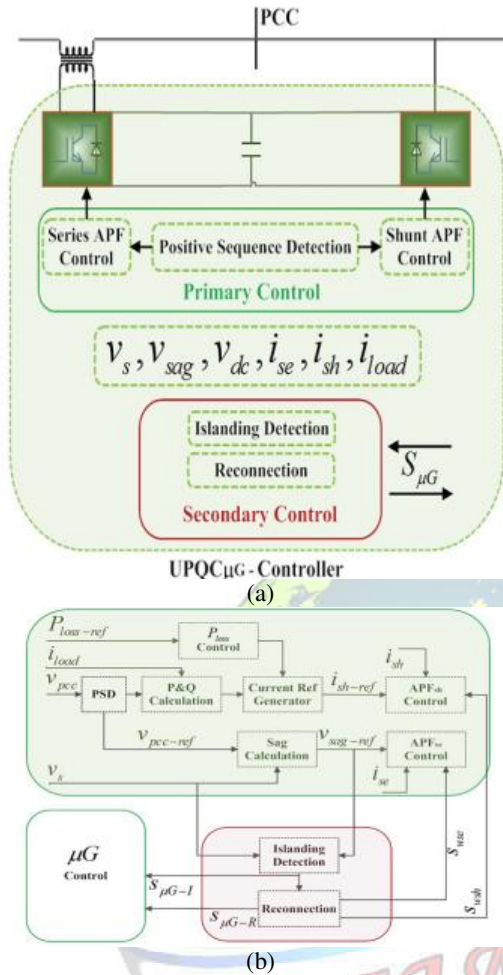 PCC
Series APF
Control
Positive Sequence Detection
Shunt APF
Control
Primary Control
v_s, v_sag, v_dc, i_se, i_sh, i_load
Islanding Detection
Reconnection
S_μG
Secondary Control
UPQCμG - Controller
(a)
P_loss-ref
P_loss
Control
i_load
v_pcc
PSD
P&Q
Calculation
Current Ref
Generator
i_sh-ref
i_sh
APF_sh
Control
v_pcc-ref
Sag
Calculation
v_sag-ref
APF_se
Control
v_s
i_se
μG
Control
Islanding
Detection
s_μG-I
Reconnection
s_μG-R
s_wse
s_wsh
(b)